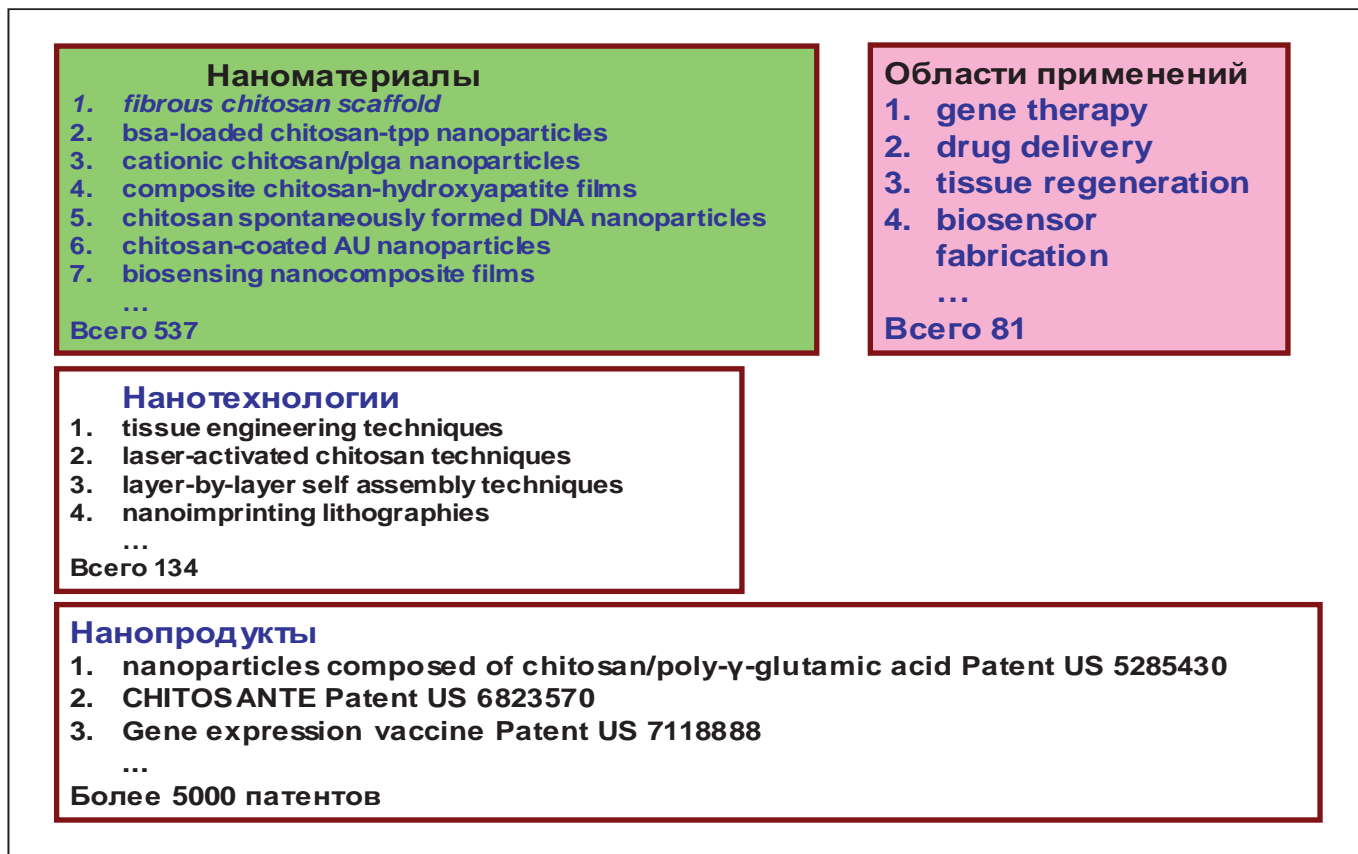 Наноматериалы
1. fibrous chitosan scaffold
2. bsa-loaded chitosan-tpp nanoparticles
3. cationic chitosan/plga nanoparticles
4. composite chitosan-hydroxyapatite films
5. chitosan spontaneously formed DNA nanoparticles
6. chitosan-coated AU nanoparticles
7. biosensing nanocomposite films
…
Всего 537
Области применений
1. gene therapy
2. drug delivery
3. tissue regeneration
4. biosensor
fabrication
…
Всего 81
Нанотехнологии
1. tissue engineering techniques
2. laser-activated chitosan techniques
3. layer-by-layer self assembly techniques
4. nanoimprinting lithographies
…
Всего 134
Нанопродукты
1. nanoparticles composed of chitosan/poly-γ-glutamic acid Patent US 5285430
2. CHITOSANTE Patent US 6823570
3. Gene expression vaccine Patent US 7118888
...
Более 5000 патентов